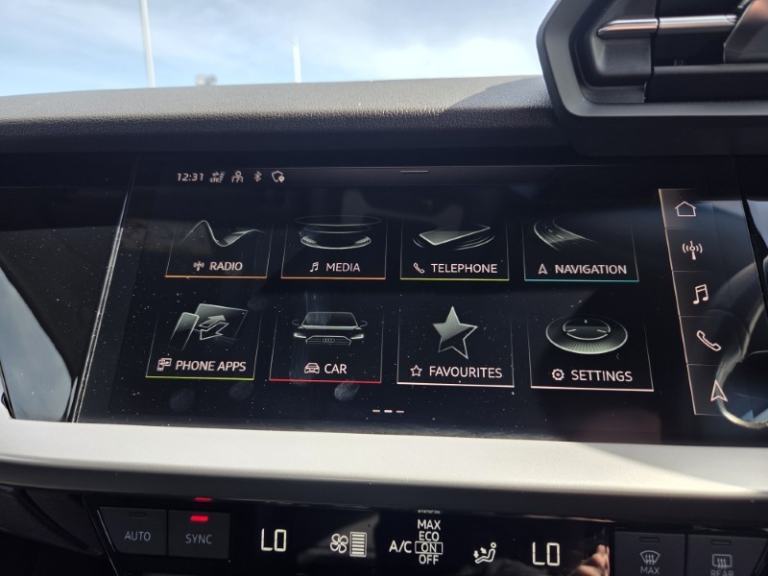 12:31
RADIO
MEDIA
TELEPHONE
NAVIGATION
PHONE APPS
CAR
FAVOURITES
SETTINGS
AUTO
SYNC
LO
A/C
MAX
ECO
ON
OFF
LO
MAX
REAR